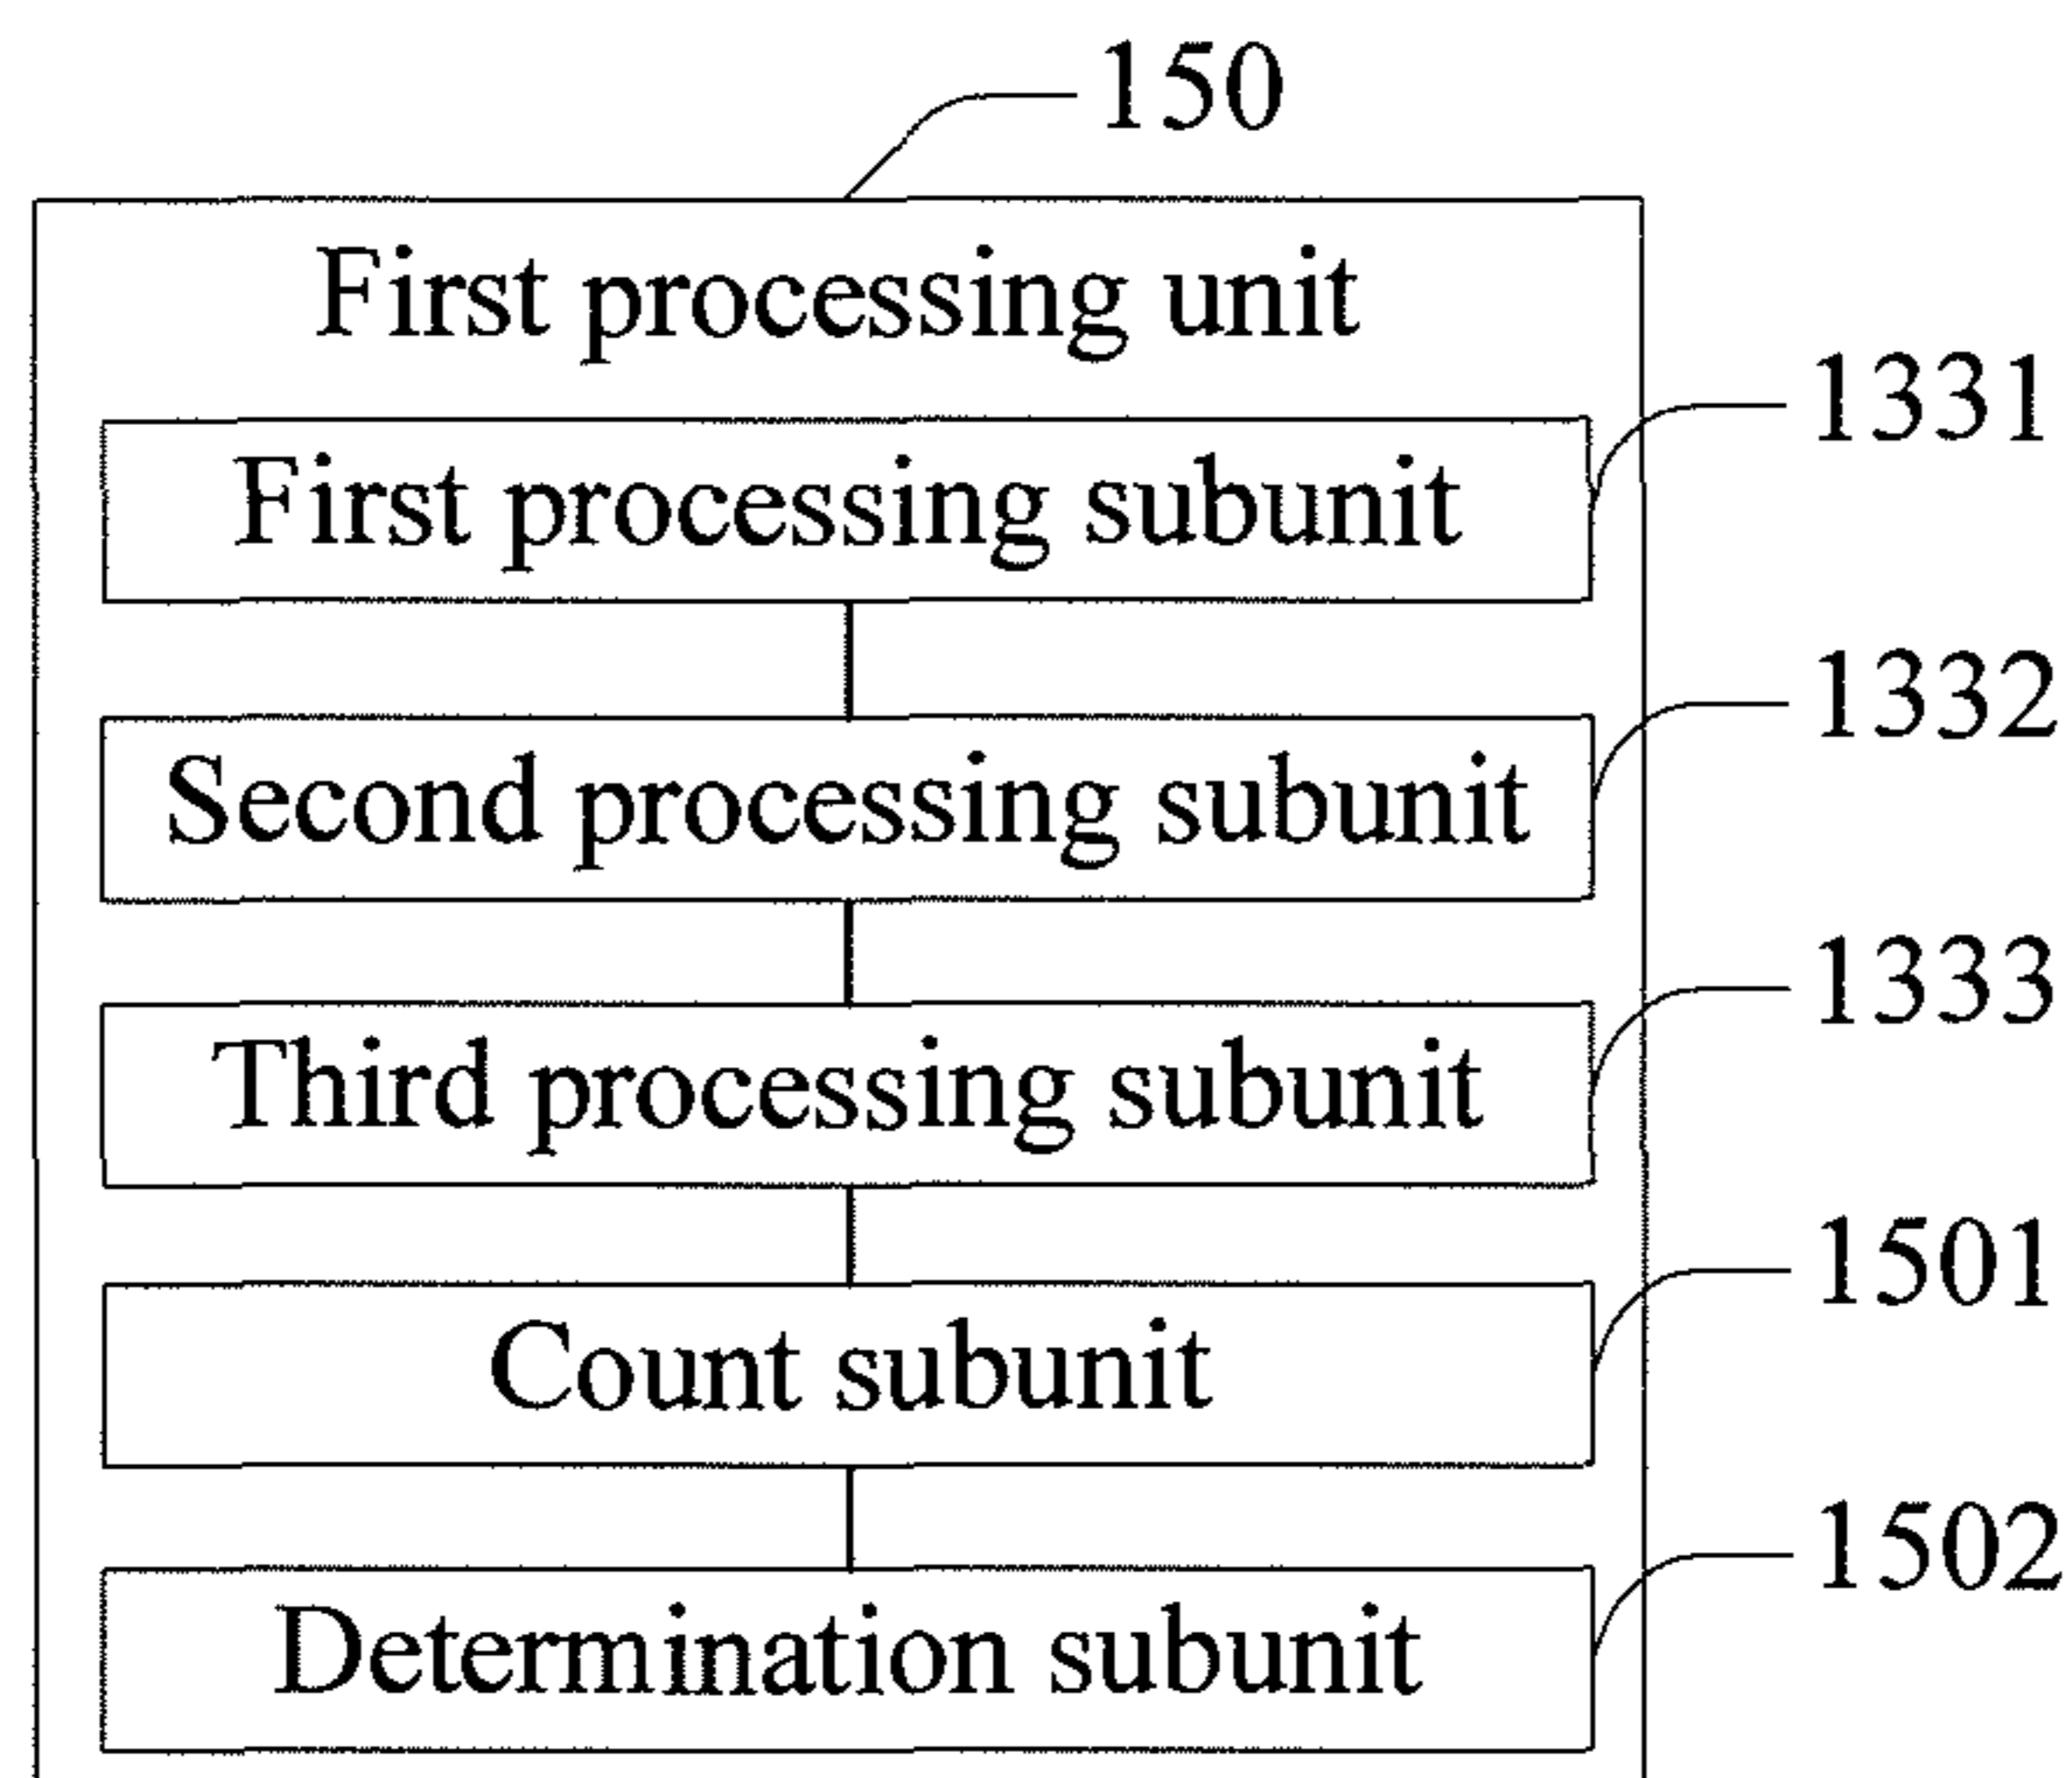 150
First processing unit
1331
First processing subunit
1332
Second processing subunit
1333
Third processing subunit
1501
Count subunit
1502
Determination subunit